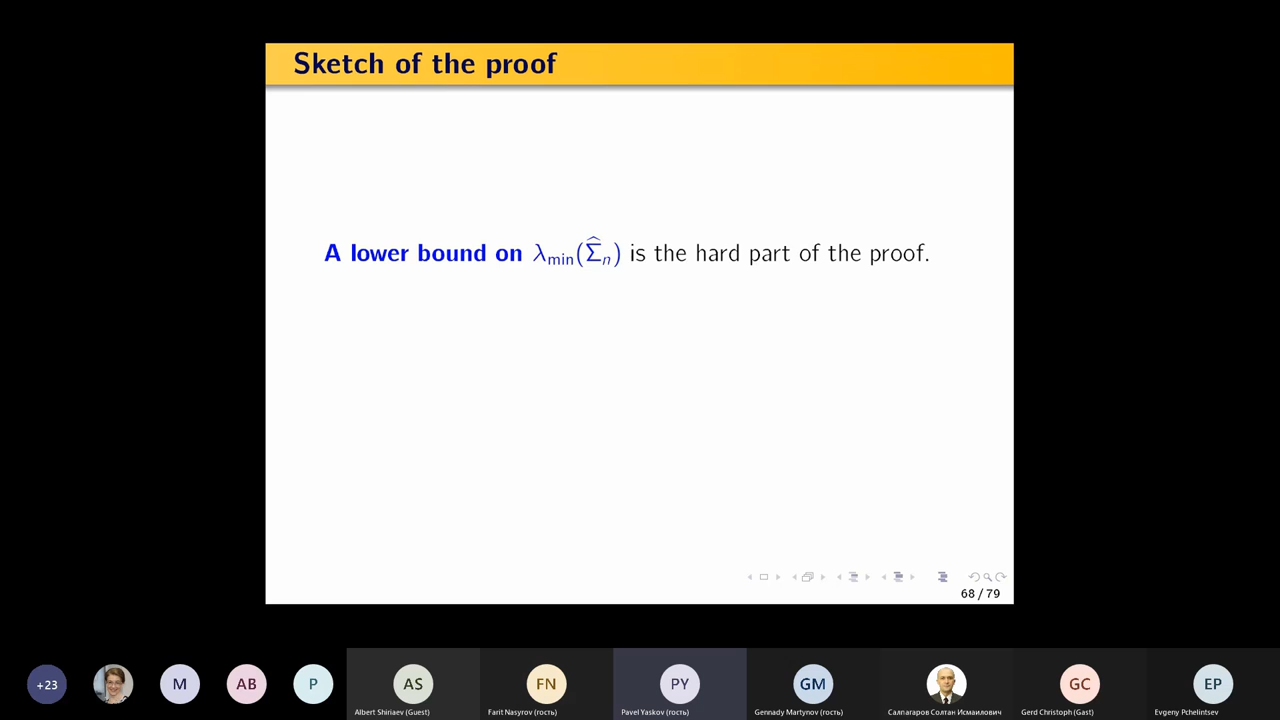 Sketch of the proof
A lower bound on λmin(Σ̂n) is the hard part of the proof.
68 / 79
+23
M
AB
P
AS
FN
PY
GM
GC
EP
Albert Shiriaev (Guest)
Farit Nasyrov (гость)
Pavel Yaskov (гость)
Gennady Martynov (гость)
Салпагаров Солтан Исмаилович
Gerd Christoph (Gast)
Evgeny Pchelintsev